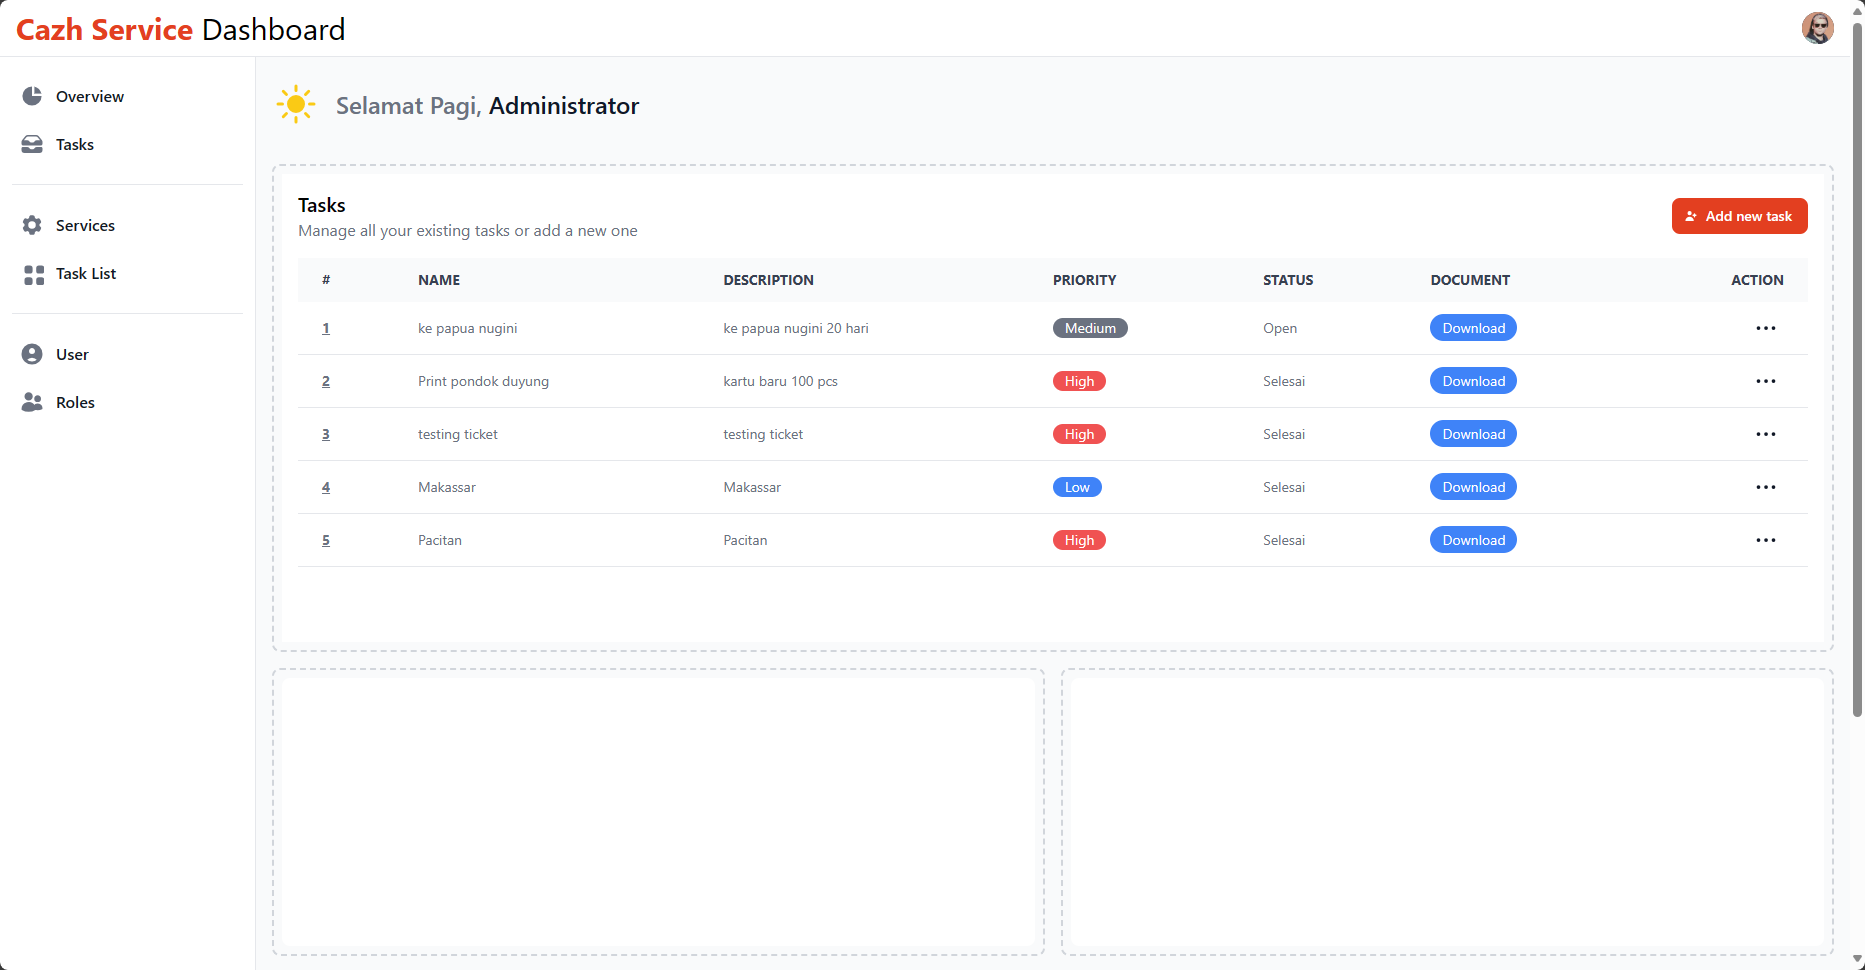 Cazh Service Dashboard
Overview
Tasks
Services
Task List
User
Roles
Selamat Pagi, Administrator
Tasks
Manage all your existing tasks or add a new one
Add new task
# NAME DESCRIPTION PRIORITY STATUS DOCUMENT ACTION
1 ke papua nugini ke papua nugini 20 hari Medium Open Download ...
2 Print pondok duyung kartu baru 100 pcs High Selesai Download ...
3 testing ticket testing ticket High Selesai Download ...
4 Makassar Makassar Low Selesai Download ...
5 Pacitan Pacitan High Selesai Download ...